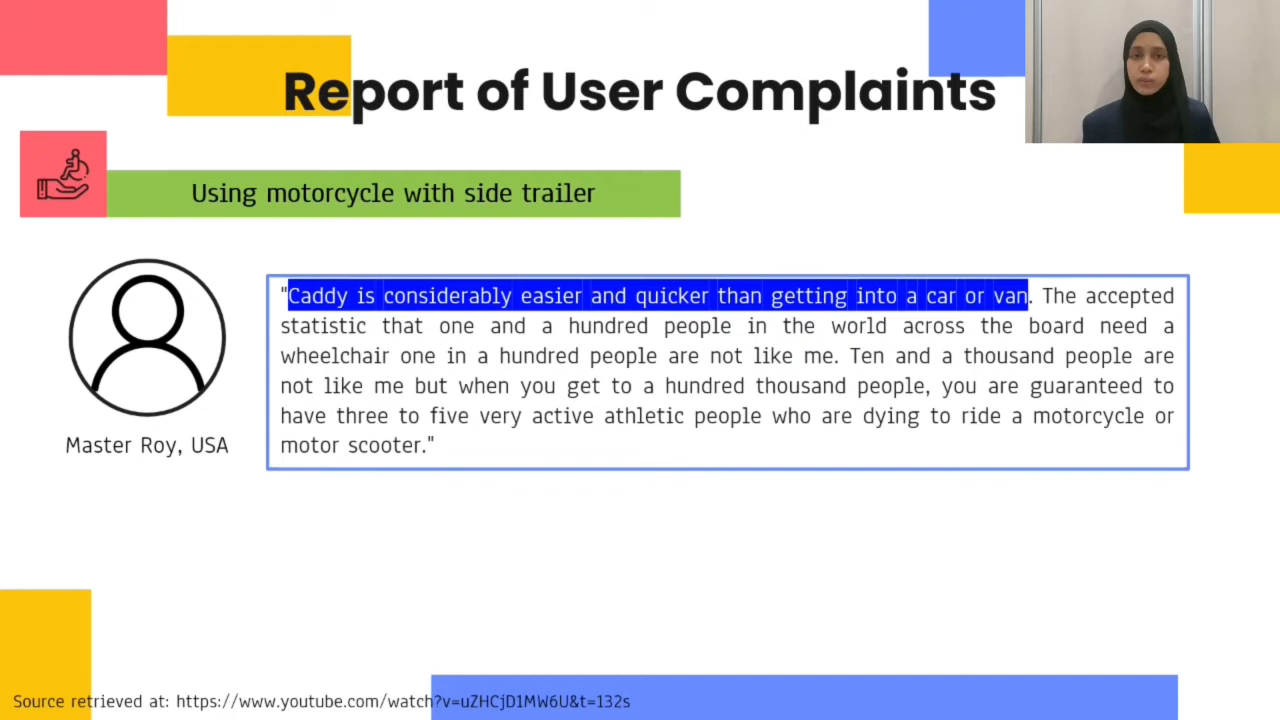 Report of User Complaints
Using motorcycle with side trailer
"Caddy is considerably easier and quicker than getting into a car or van. The accepted
statistic that one and a hundred people in the world across the board need a
wheelchair one in a hundred people are not like me. Ten and a thousand people are
not like me but when you get to a hundred thousand people, you are guaranteed to
have three to five very active athletic people who are dying to ride a motorcycle or
motor scooter."
Master Roy, USA
Source retrieved at: https://www.youtube.com/watch?v=uZHCjD1MW6U&t=132s